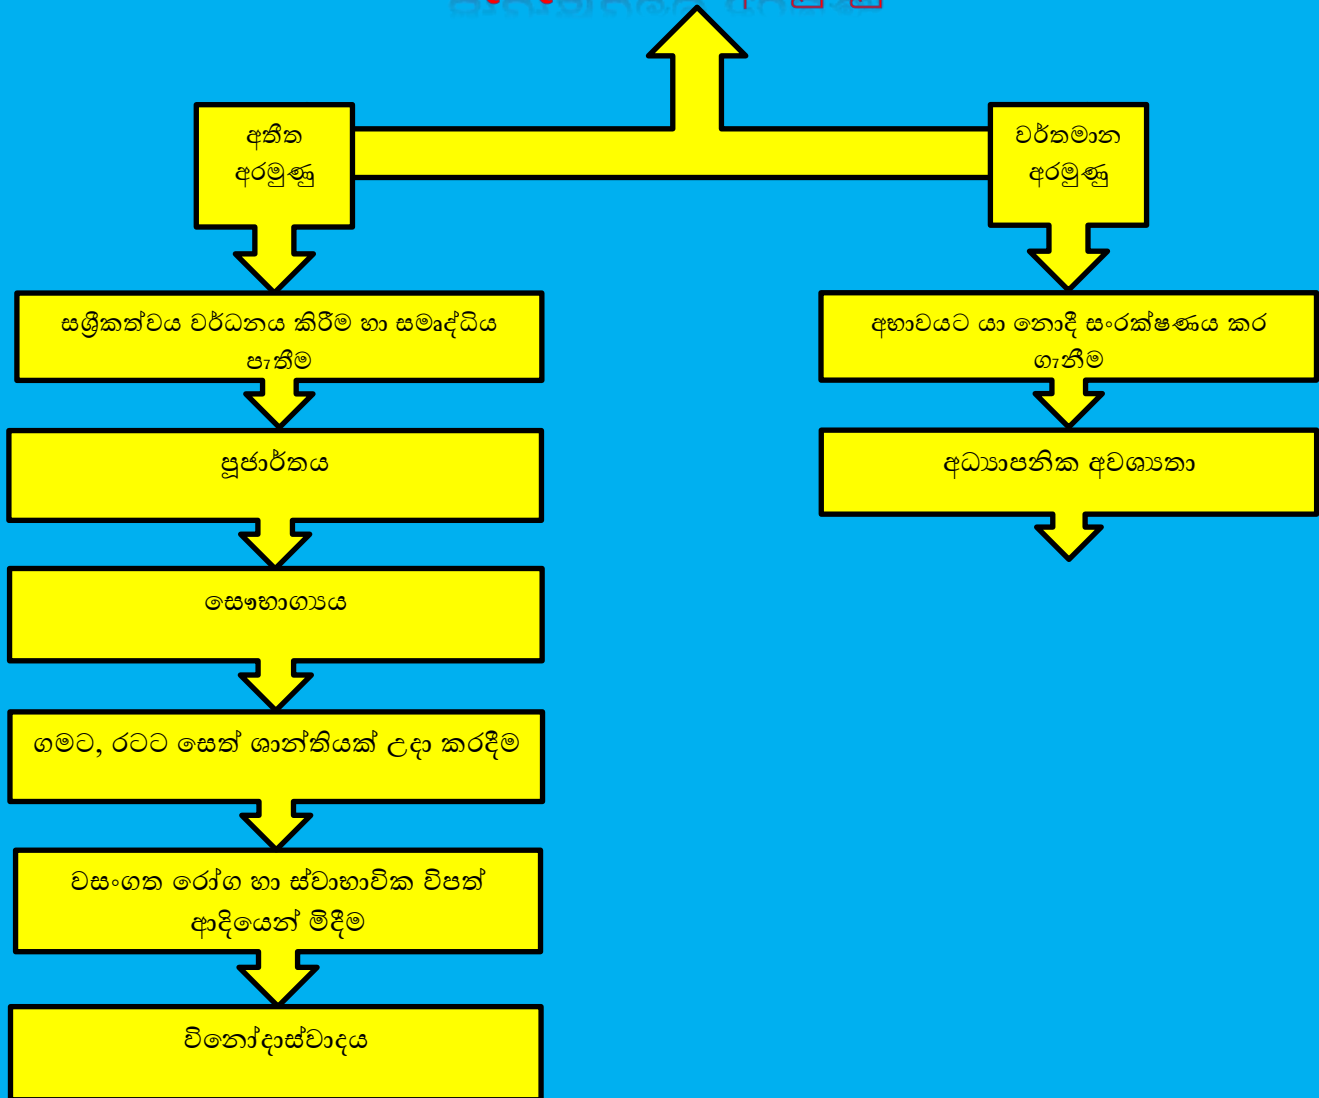 අතීත
අරමුණු
වර්තමාන
අරමුණු
සශ්‍රීකත්වය වර්ධනය කිරීම හා සමෘද්ධිය
පැතීම
පූජාර්තය
සෞභාග්‍යය
ගමට, රටට සෙත් ශාන්තියක් උදා කරදීම
වසංගත රෝග හා ස්වාභාවික විපත්
ආදියෙන් මිදීම
විනෝදාස්වාදය
අභාවයට යා නොදී සංරක්ෂණය කර
ගැනීම
අධ්‍යාපනික අවශ්‍යතා